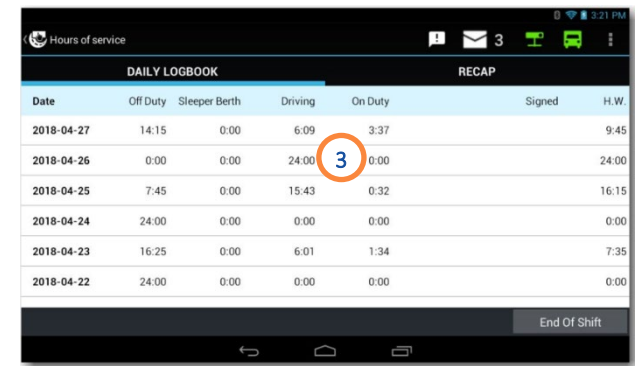 3:21 PM
Hours of service 3
DAILY LOGBOOK RECAP
Date Off Duty Sleeper Berth Driving On Duty Signed H.W.
2018-04-27 14:15 0:00 6:09 3:37 9:45
2018-04-26 0:00 0:00 24:00 3 0:00 24:00
2018-04-25 7:45 0:00 15:43 0:32 16:15
2018-04-24 24:00 0:00 0:00 0:00 0:00
2018-04-23 16:25 0:00 6:01 1:34 7:35
2018-04-22 24:00 0:00 0:00 0:00 0:00
End Of Shift